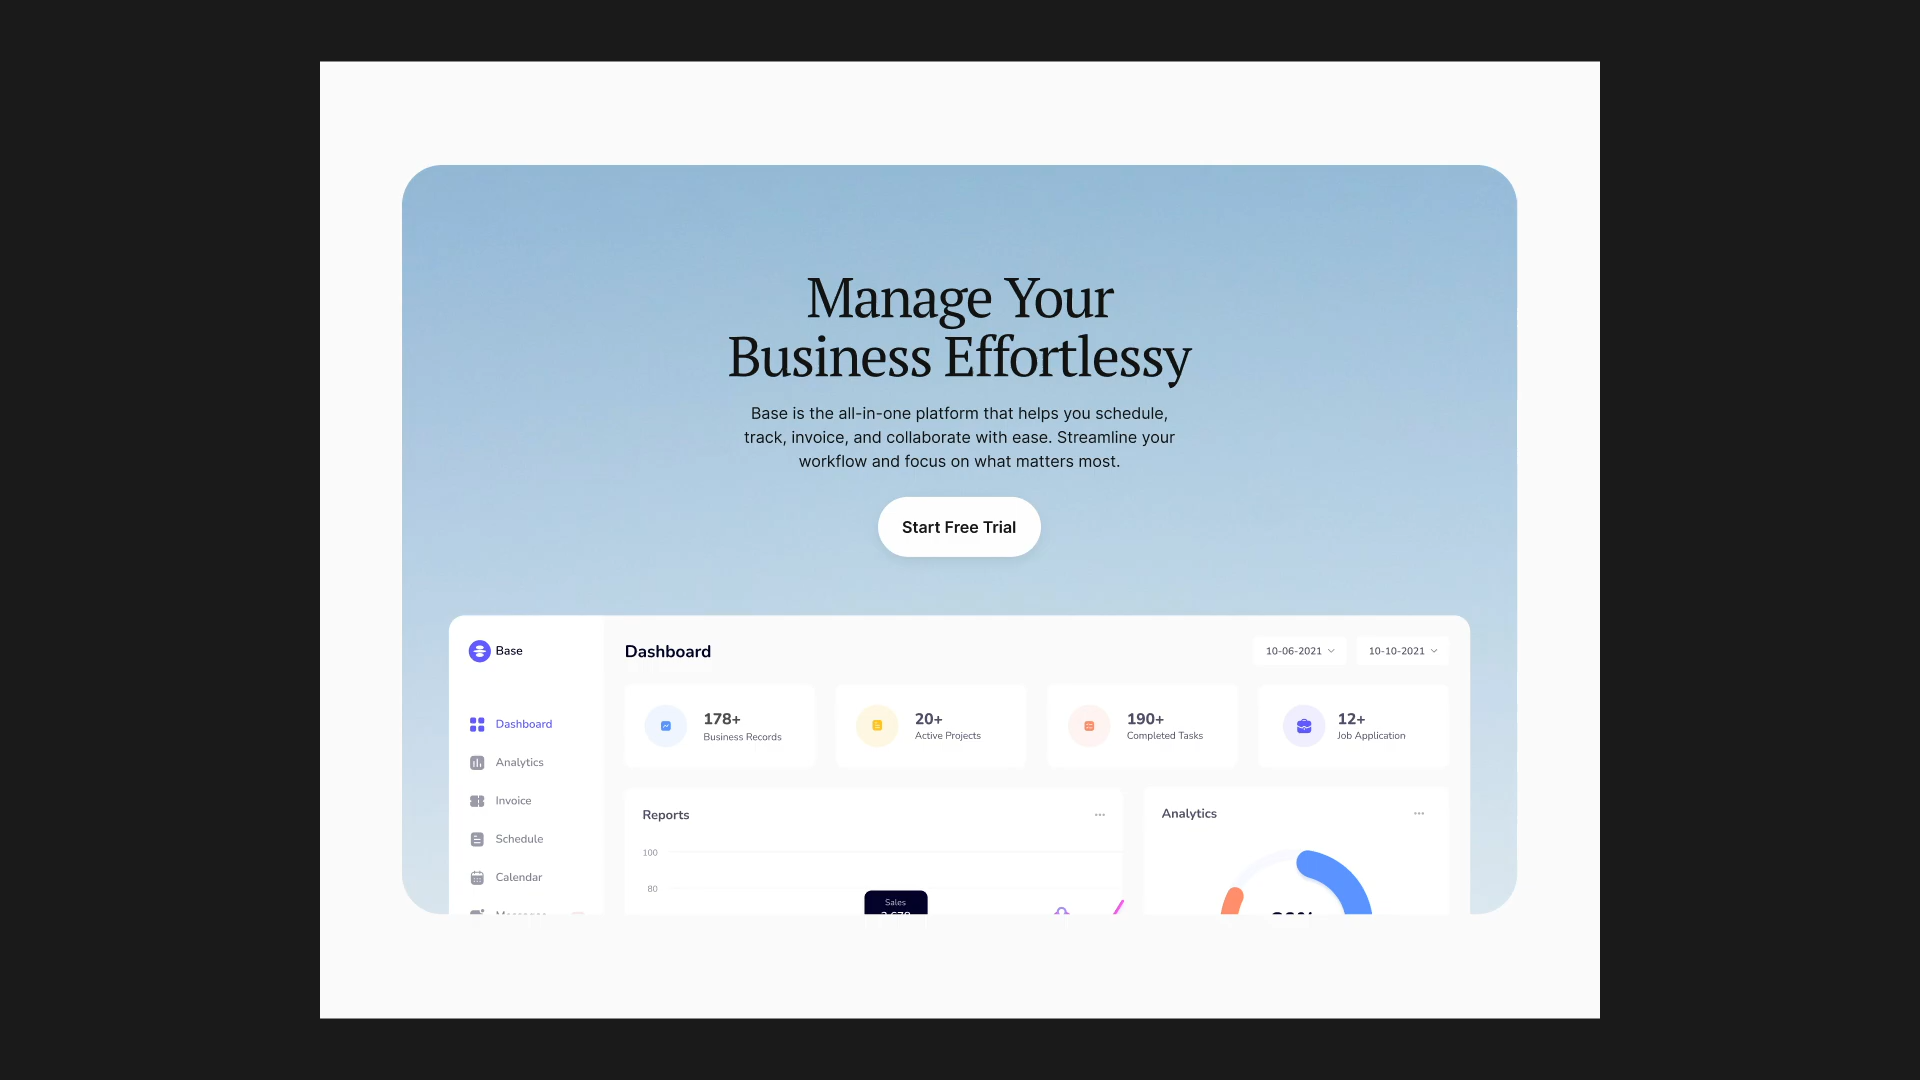 Manage Your
Business Effortlessy
Base is the all-in-one platform that helps you schedule,
track, invoice, and collaborate with ease. Streamline your
workflow and focus on what matters most.
Start Free Trial
Base
Dashboard
10-06-2021
10-10-2021
178+
Business Records
20+
Active Projects
190+
Completed Tasks
12+
Job Application
Dashboard
Analytics
Invoice
Schedule
Calendar
Reports
100
80
Sales
Analytics